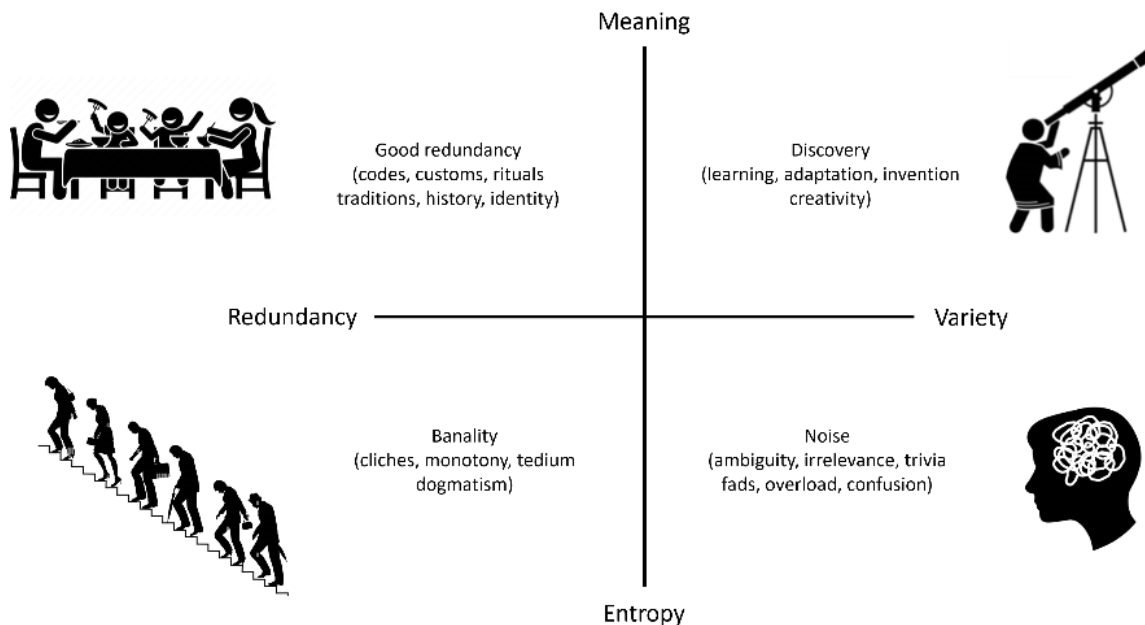 Meaning
Good redundancy
(codes, customs, rituals
traditions, history, identity)
Discovery
(learning, adaptation, invention
creativity)
Redundancy
Variety
Banality
(cliches, monotony, tedium
dogmatism)
Noise
(ambiguity, irrelevance, trivia
fads, overload, confusion)
Entropy